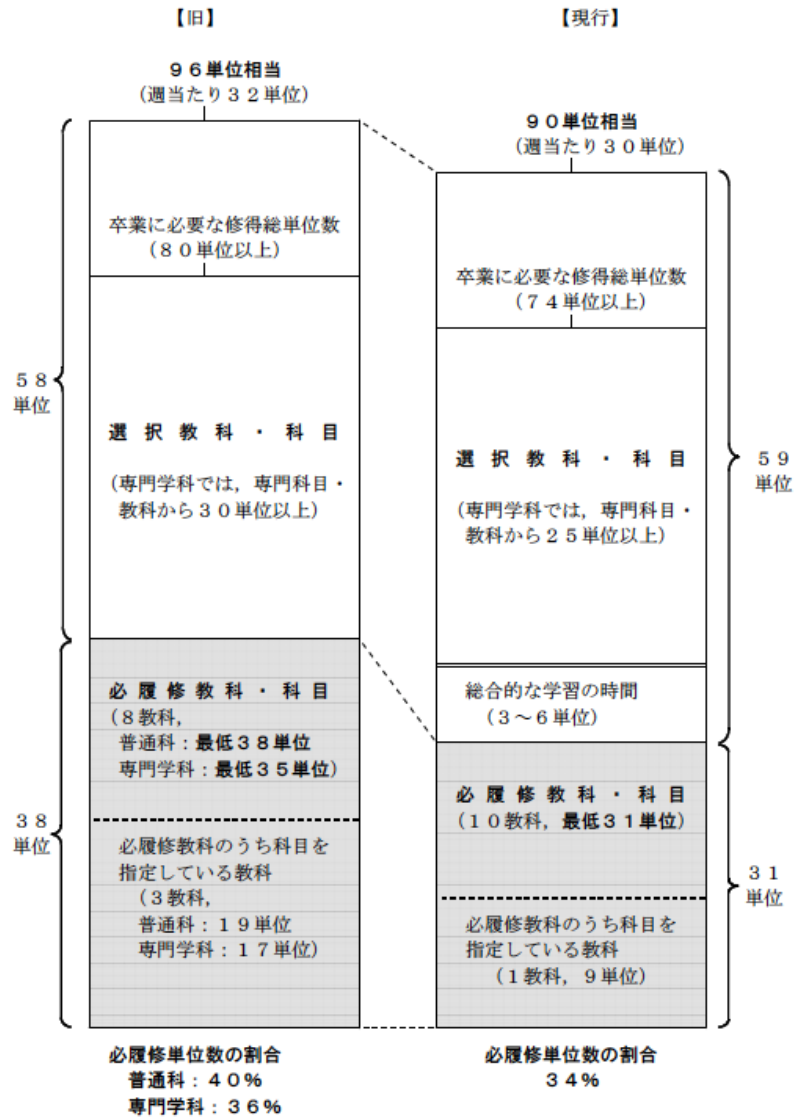 【旧】
９６単位相当
(週当たり３２単位)
卒業に必要な修得総単位数
(８０単位以上)
５８
単位
選択教科・科目
(専門学科では，専門科目・
教科から３０単位以上)
必履修教科・科目
(８教科，
普通科：最低３８単位
専門学科：最低３５単位)
３８
単位
必履修教科のうち科目を
指定している教科
(３教科，
普通科：１９単位
専門学科：１７単位)
必履修単位数の割合
普通科：４０%
専門学科：３６%
【現行】
９０単位相当
(週当たり３０単位)
卒業に必要な修得総単位数
(７４単位以上)
選択教科・科目
(専門学科では，専門科目・
教科から２５単位以上)
５９
単位
総合的な学習の時間
(３～６単位)
必履修教科・科目
(１０教科，最低３１単位)
３１
単位
必履修教科のうち科目を
指定している教科
(１教科，９単位)
必履修単位数の割合
３４%